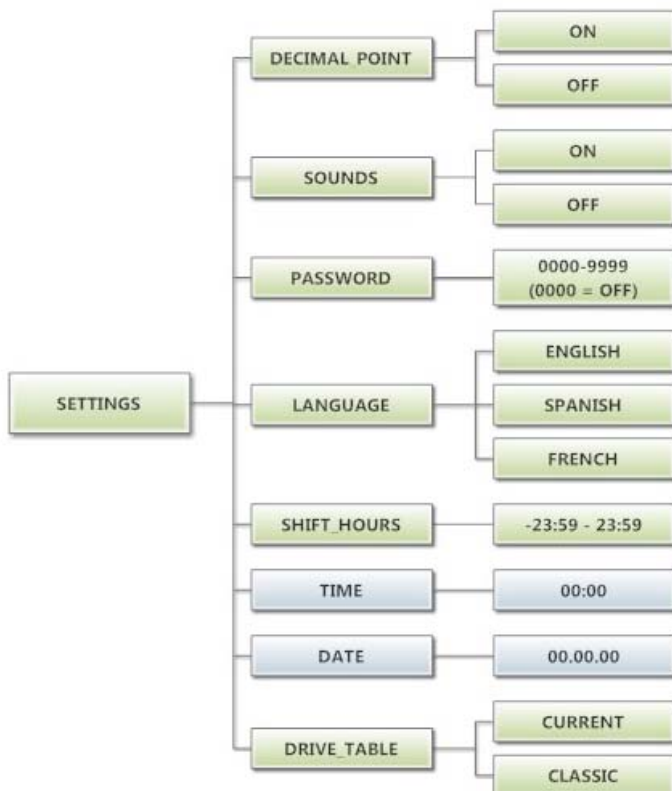 DECIMAL_POINT
ON
OFF
SOUNDS
ON
OFF
PASSWORD
0000-9999
(0000 = OFF)
SETTINGS
LANGUAGE
ENGLISH
SPANISH
FRENCH
SHIFT_HOURS
-23:59 - 23:59
TIME
00:00
DATE
00.00.00
DRIVE_TABLE
CURRENT
CLASSIC